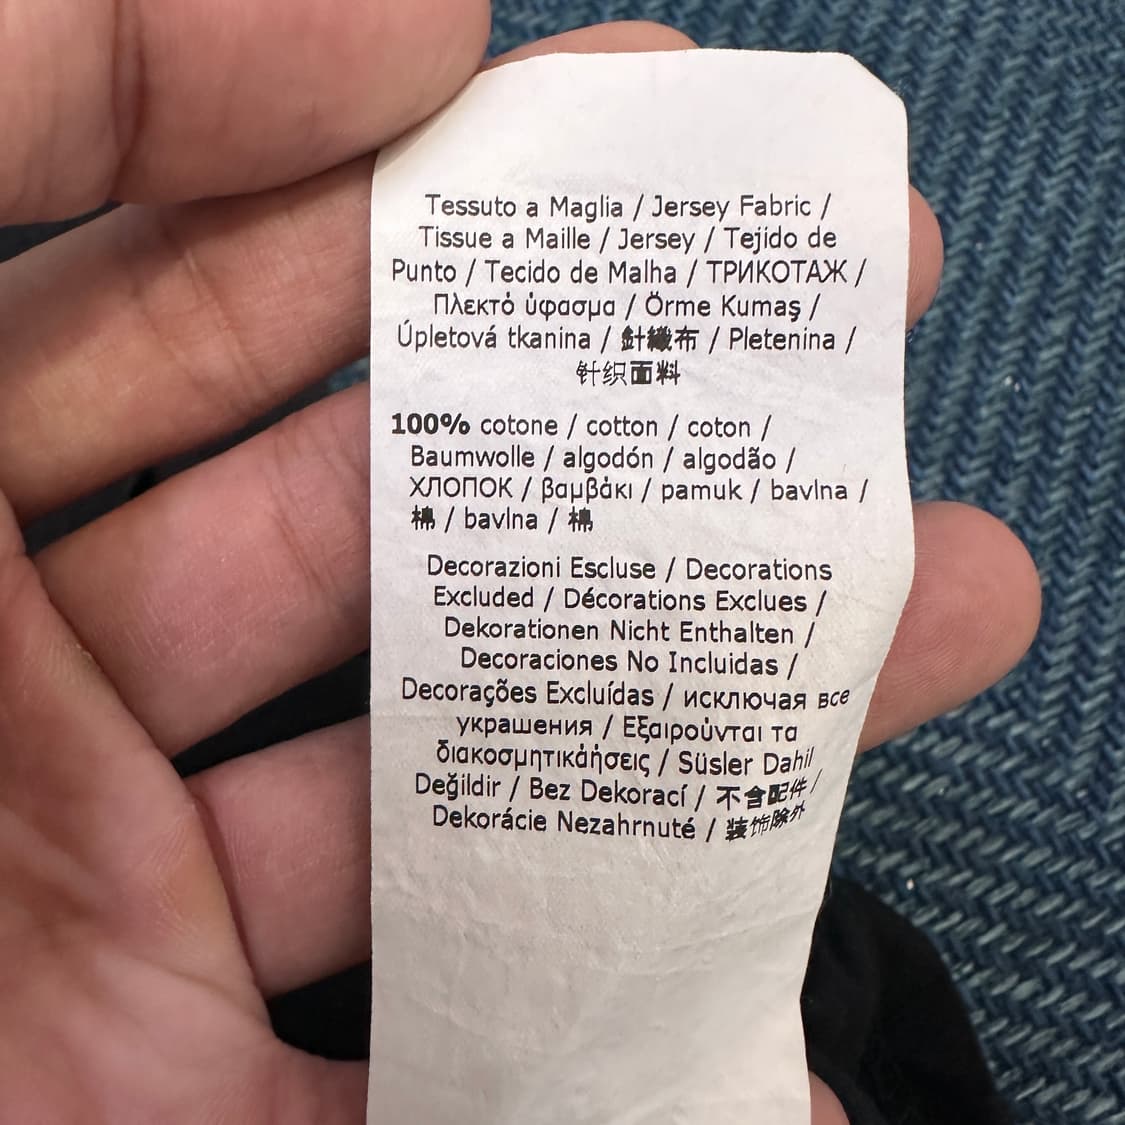 Tessuto a Maglia / Jersey Fabric /
Tissue a Maille / Jersey / Tejido de
Punto / Tecido de Malha / ТРИКОТАЖ /
Πλεκτό ύφασμα / Örme Kumaş /
Úpletová tkanina / 針織布 / Pletenina /
针织面料
100% cotone / cotton / coton /
Baumwolle / algodón / algodão /
ХЛОПОК / βαμβάκι / pamuk / bavlna /
棉 / bavlna / 棉
Decorazioni Escluse / Decorations
Excluded / Décorations Exclues /
Dekorationen Nicht Enthalten /
Decoraciones No Incluidas /
Decorações Excluídas / исключая все
украшения / Εξαιρούνται τα
διακοσμητικάήσεις / Süsler Dahil
Değildir / Bez Dekorací / 不含配件 /
Dekorácie Nezahrnuté / 装饰除外